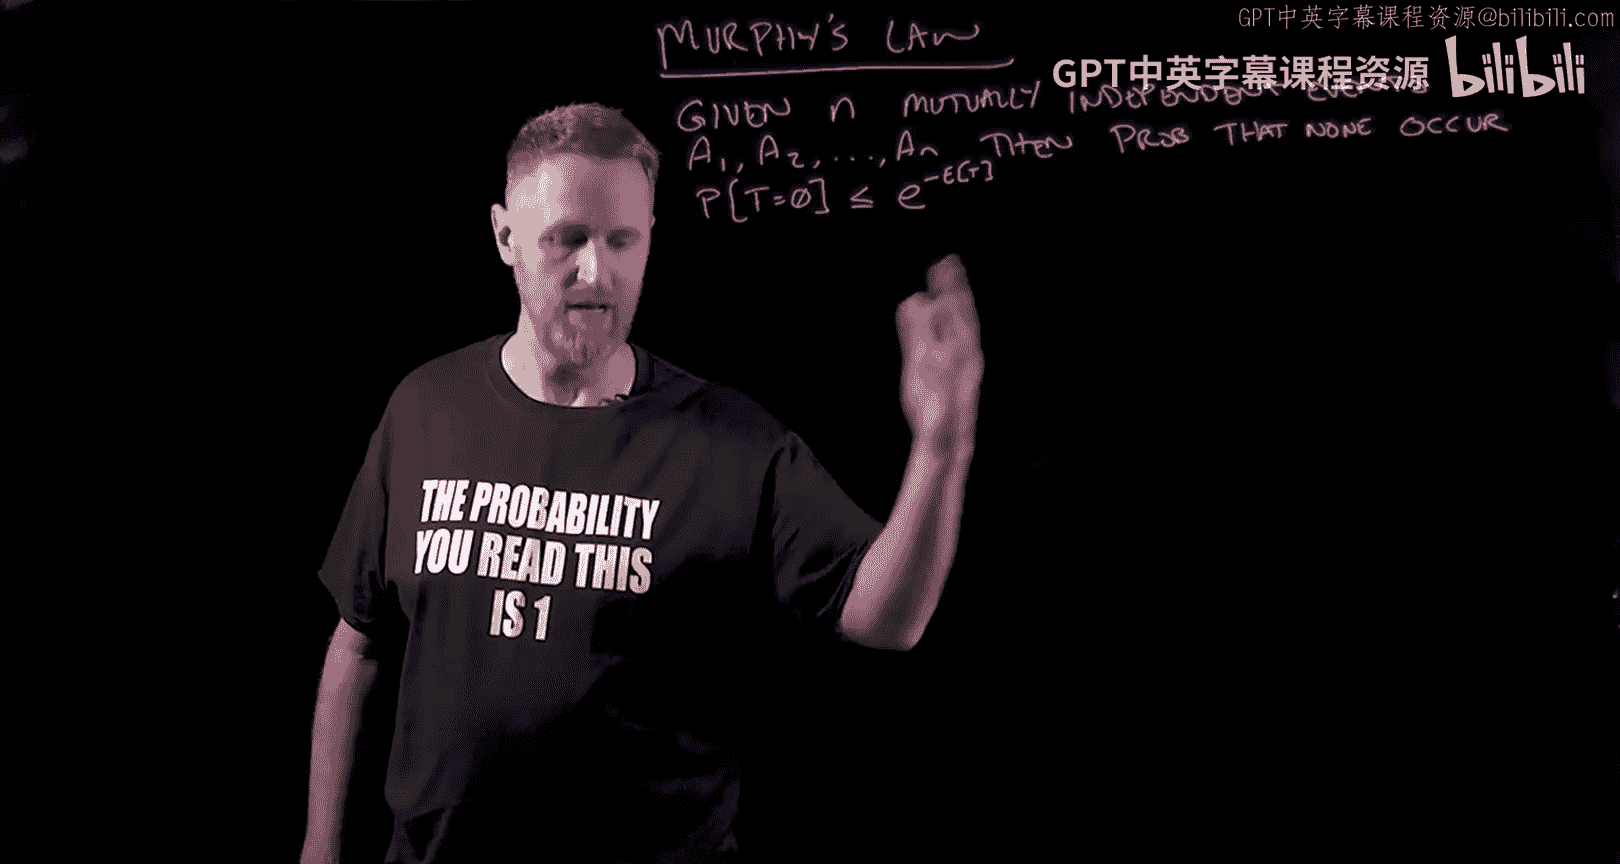 GPT中英字幕课程资源@bilibili.com
MURPHY'S LAW
GPT中英字幕课程资源 bilibili
GIVEN n MUTUALLY INDEPENDENT EVENTS
A₁, A₂, ..., Aₙ THEN PROB THAT NONE OCCUR
P[T=∅] ≤ e^{-E[T]}
THE PROBABILITY
YOU READ THIS
IS 1